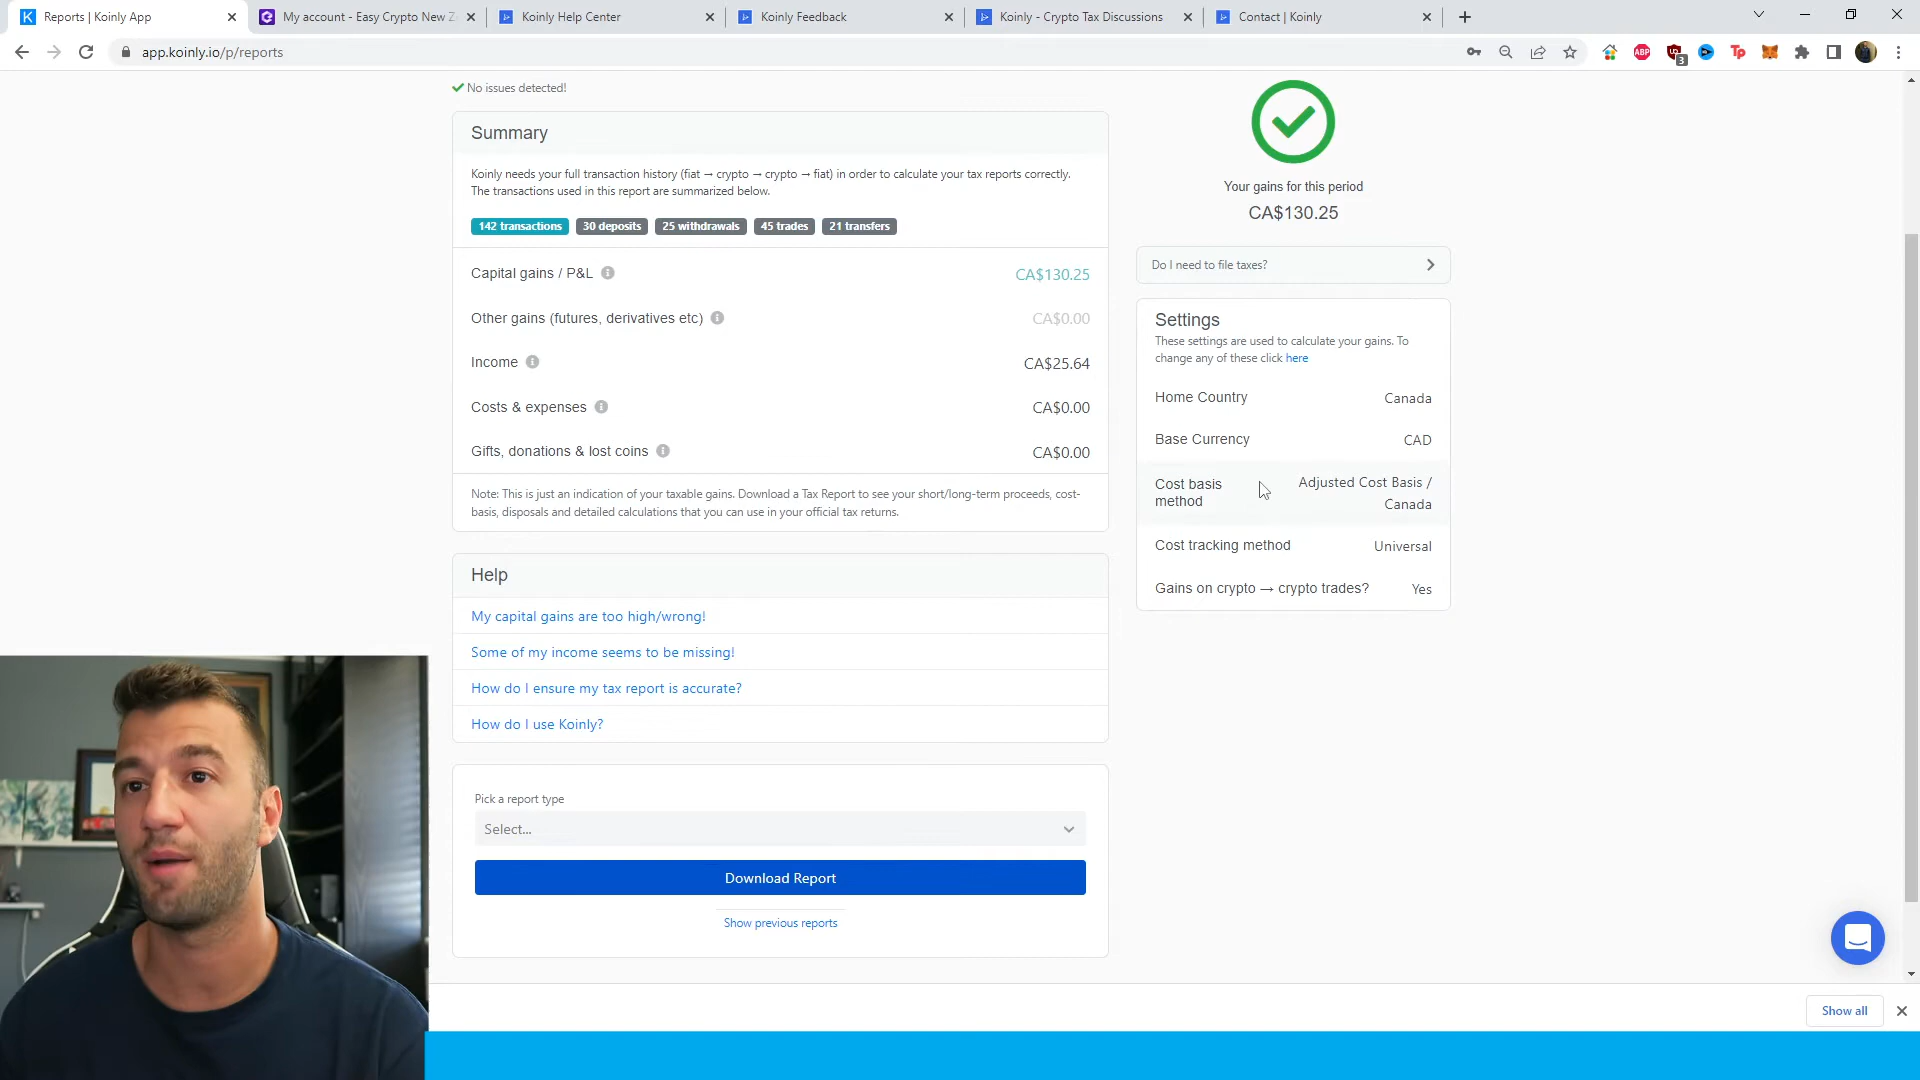 Reports | Koinly App
My account - Easy Crypto New Z
Koinly Help Center
Koinly Feedback
Koinly - Crypto Tax Discussions
Contact | Koinly
app.koinly.io/p/reports
ABP
3
Tp
No issues detected!
Summary
Koinly needs your full transaction history (fiat → crypto → crypto → fiat) in order to calculate your tax reports correctly.
The transactions used in this report are summarized below.
142 transactions 30 deposits 25 withdrawals 45 trades 21 transfers
Capital gains / P&L CA$130.25
Other gains (futures, derivatives etc) CA$0.00
Income CA$25.64
Costs & expenses CA$0.00
Gifts, donations & lost coins CA$0.00
Note: This is just an indication of your taxable gains. Download a Tax Report to see your short/long-term proceeds, cost-
basis, disposals and detailed calculations that you can use in your official tax returns.
Help
My capital gains are too high/wrong!
Some of my income seems to be missing!
How do I ensure my tax report is accurate?
How do I use Koinly?
Pick a report type
Select...
Download Report
Show previous reports
Your gains for this period
CA$130.25
Do I need to file taxes?
Settings
These settings are used to calculate your gains. To
change any of these click here
Home Country Canada
Base Currency CAD
Cost basis method Adjusted Cost Basis / Canada
Cost tracking method Universal
Gains on crypto → crypto trades? Yes
Show all